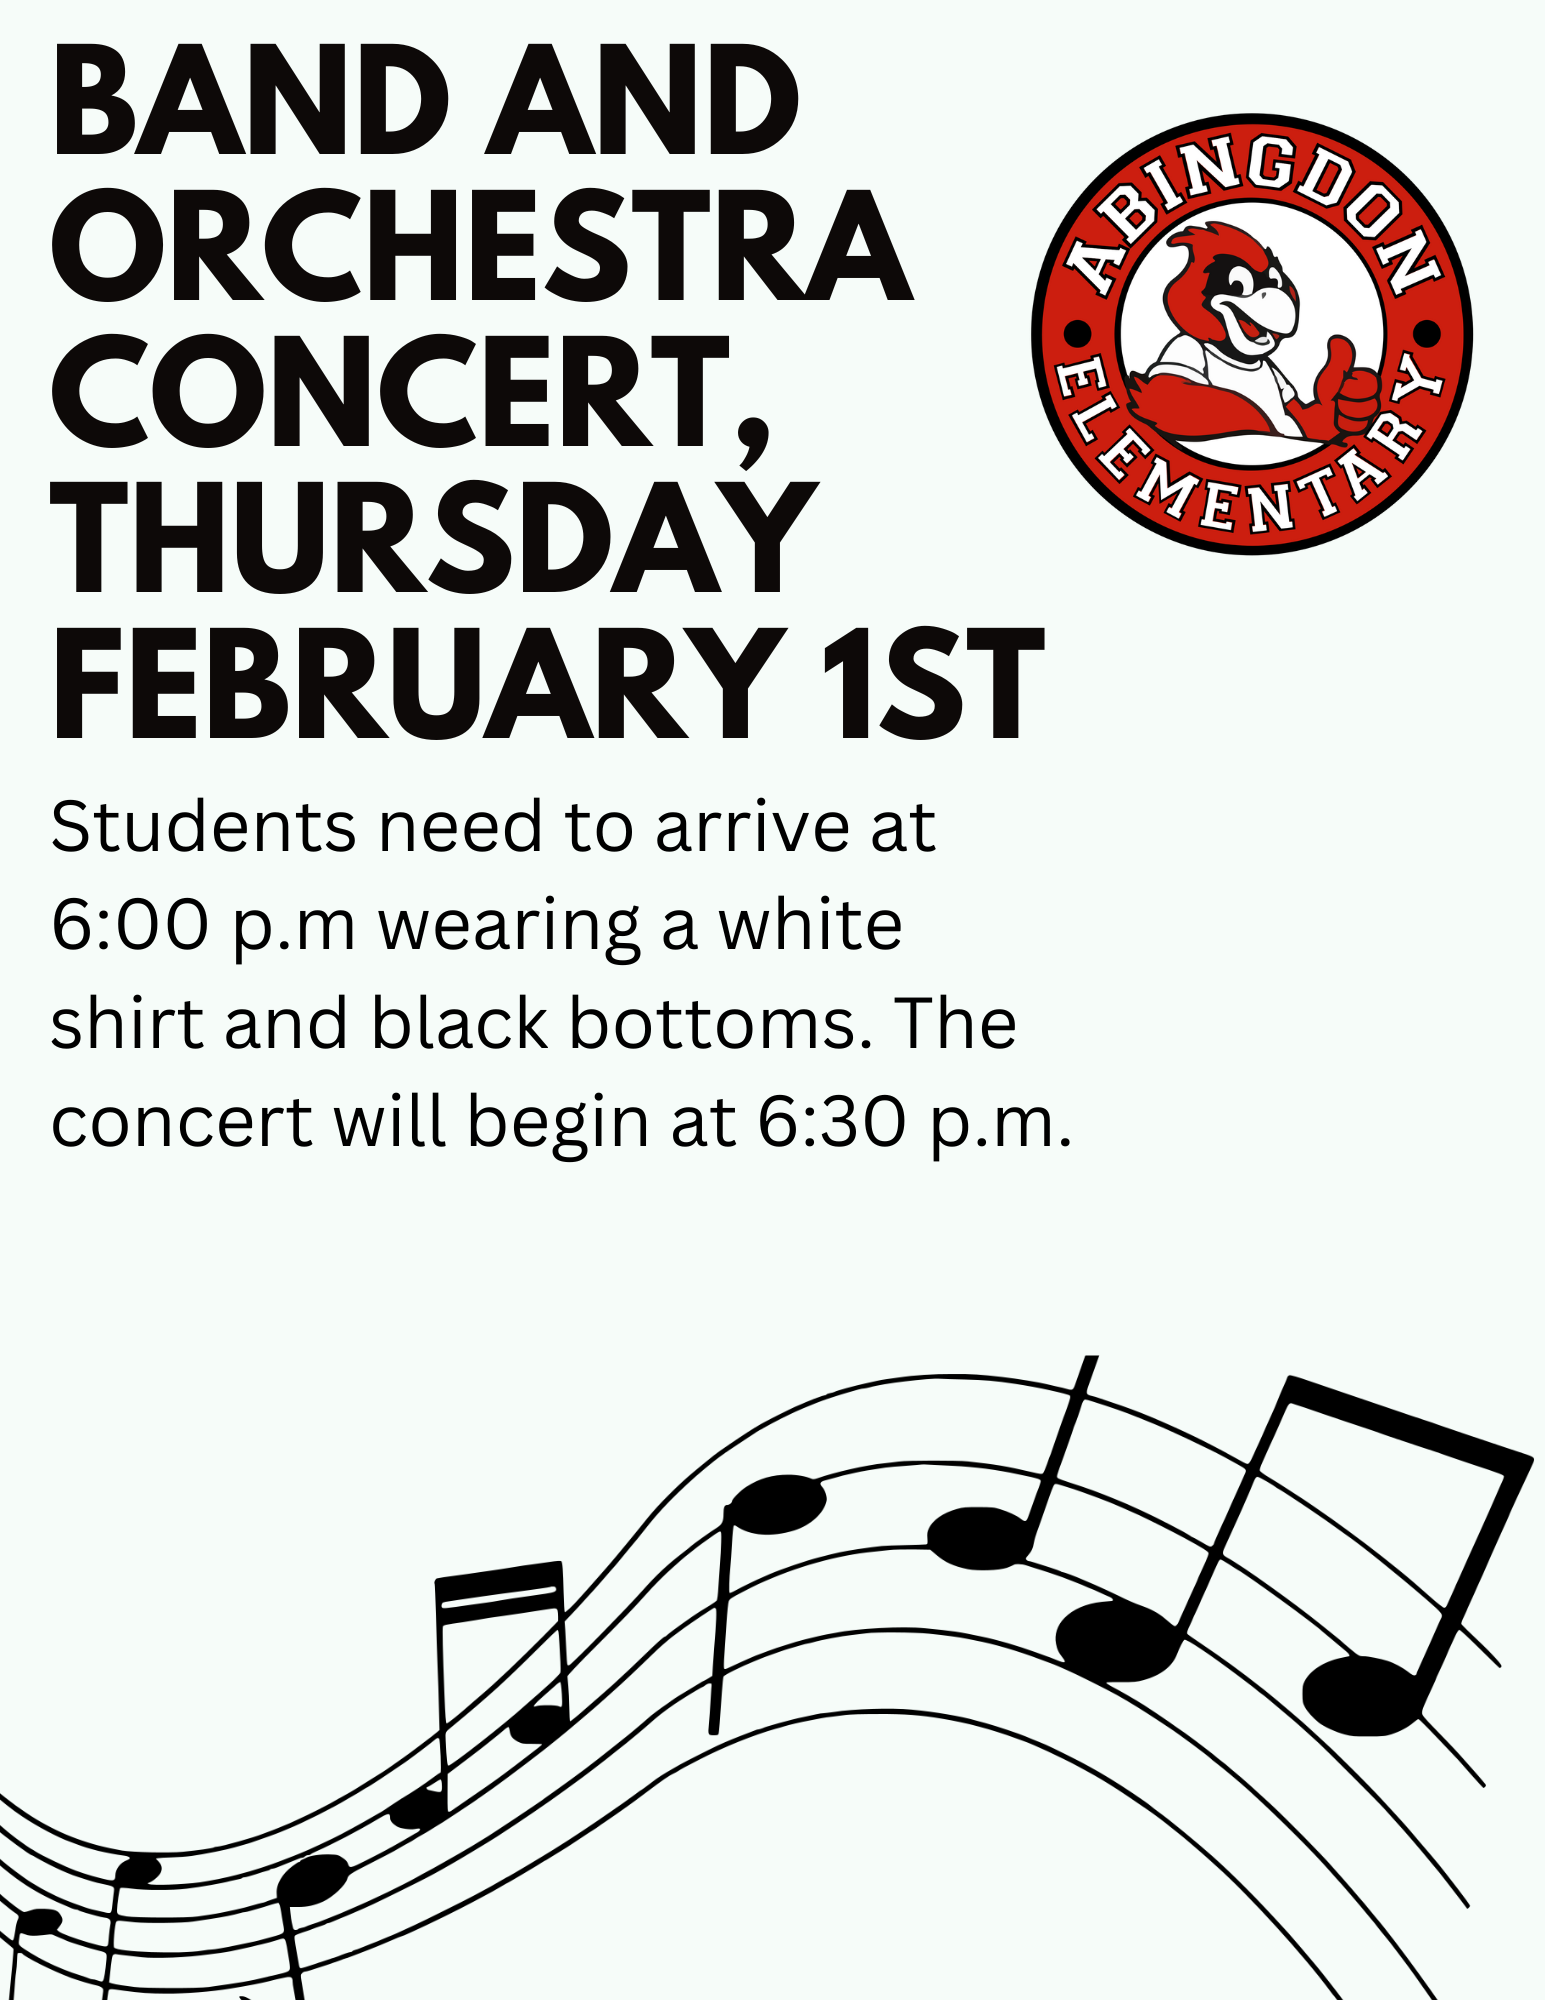 BAND AND
ORCHESTRA
CONCERT,
THURSDAY
FEBRUARY 1ST
ABINGDON
ELEMENTARY
Students need to arrive at
6:00 p.m wearing a white
shirt and black bottoms. The
concert will begin at 6:30 p.m.